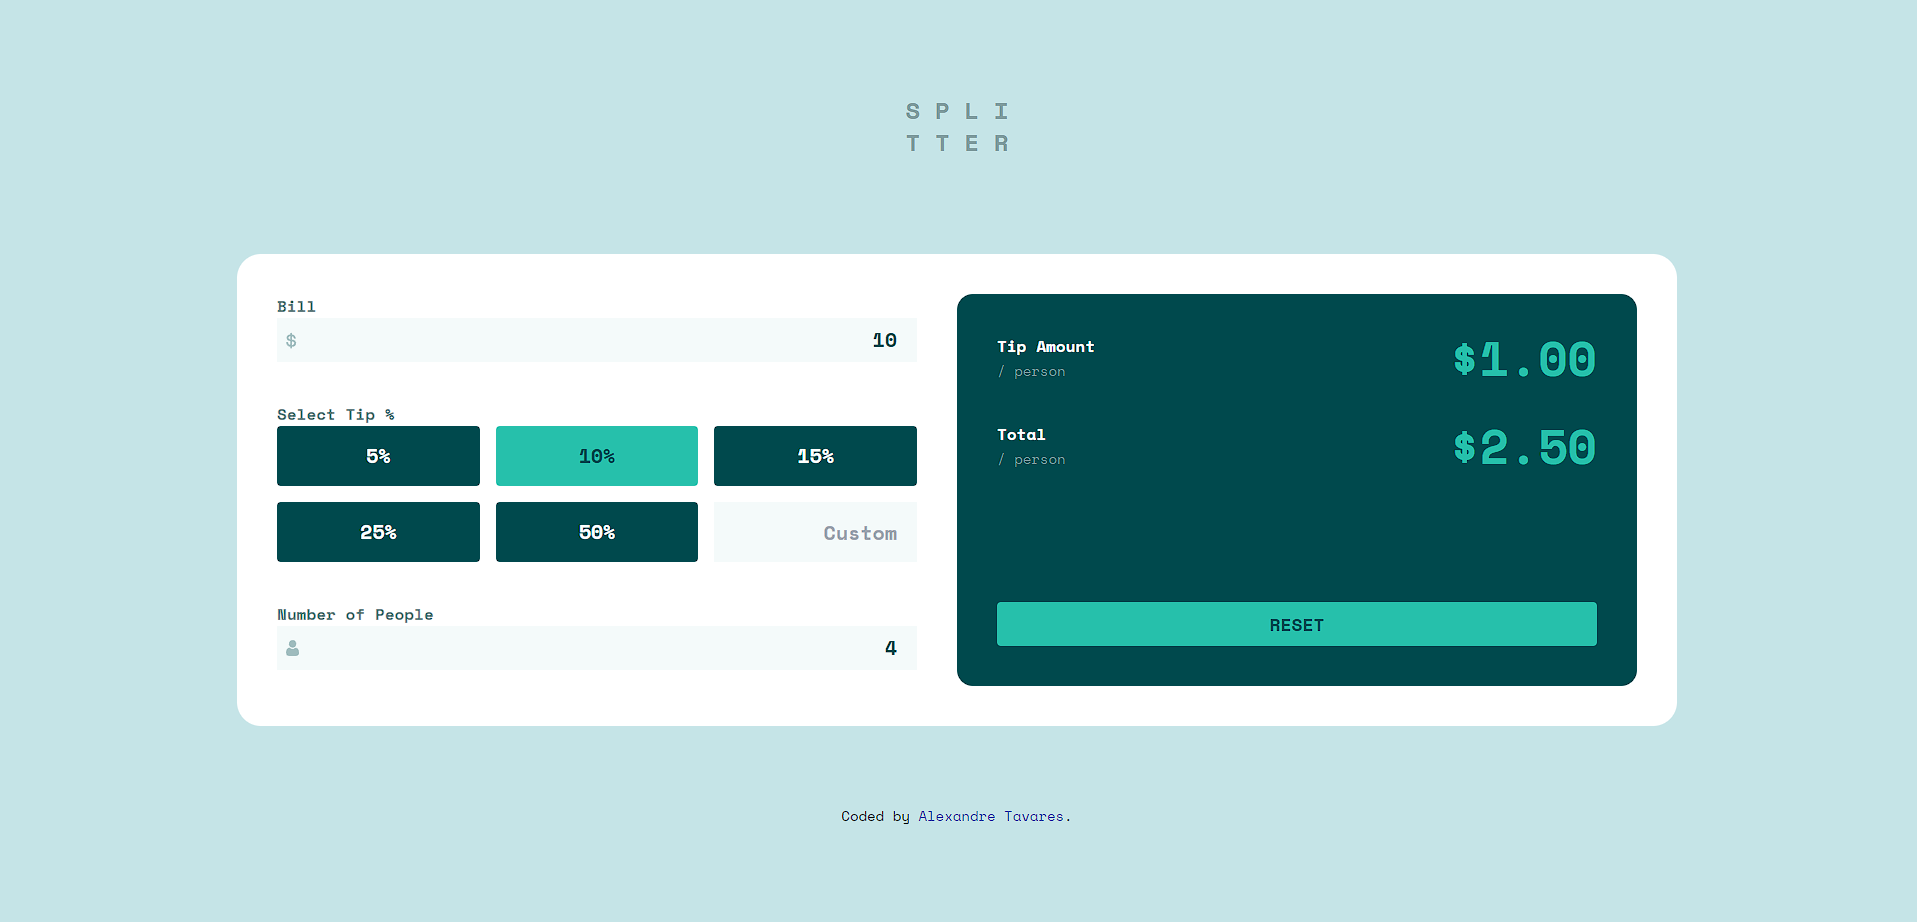 S P L I
T T E R
Bill
$
10
Select Tip %
5%
10%
15%
25%
50%
Custom
Number of People
4
Tip Amount
/ person
$1.00
Total
/ person
$2.50
RESET
Coded by Alexandre Tavares.